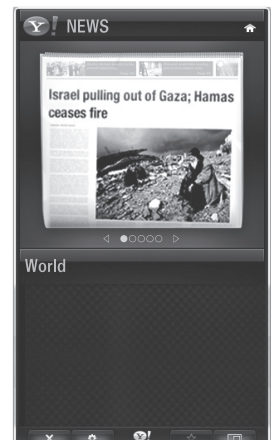 Y! NEWS
Israel pulling out of Gaza; Hamas
ceases fire
World
Y!